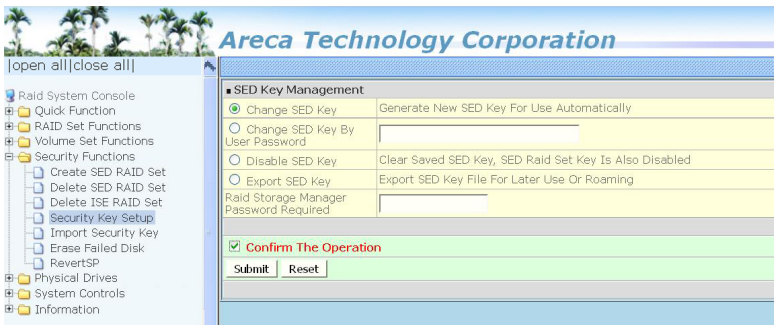 Areca Technology Corporation
|open all|close all|
Raid System Console
Quick Function
RAID Set Functions
Volume Set Functions
Security Functions
Create SED RAID Set
Delete SED RAID Set
Delete ISE RAID Set
Security Key Setup
Import Security Key
Erase Failed Disk
RevertSP
Physical Drives
System Controls
Information
SED Key Management
Change SED Key Generate New SED Key For Use Automatically
Change SED Key By
User Password
Disable SED Key Clear Saved SED Key, SED Raid Set Key Is Also Disabled
Export SED Key Export SED Key File For Later Use Or Roaming
Raid Storage Manager
Password Required
Confirm The Operation
Submit Reset